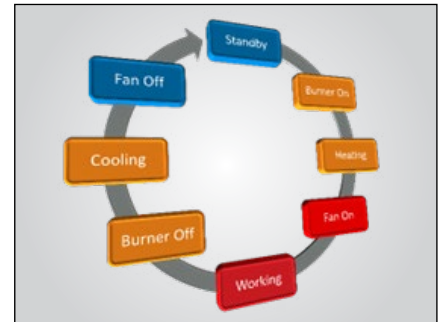 Standby
Burner On
Heating
Fan On
Working
Burner Off
Cooling
Fan Off